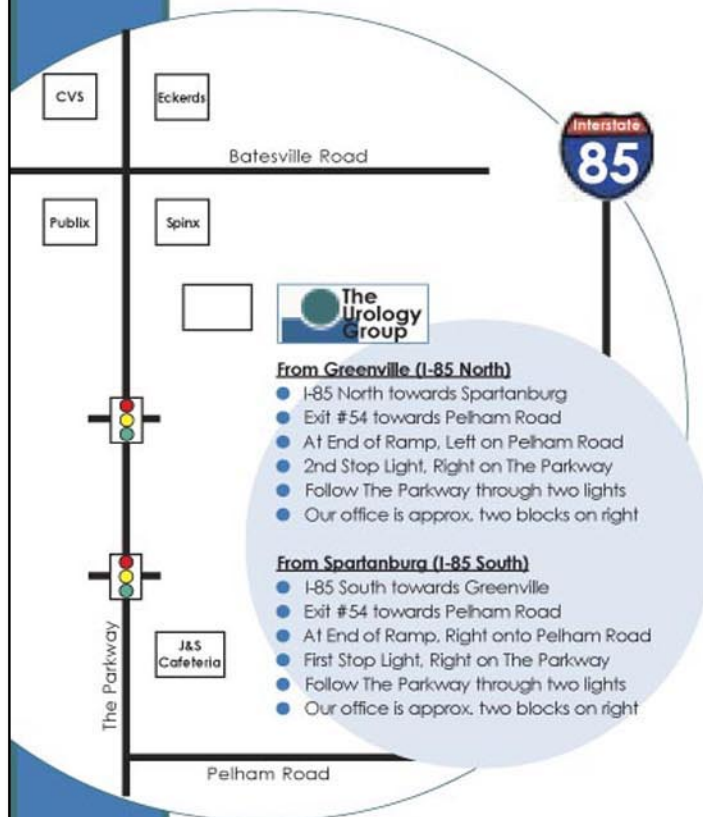 CVS
Eckerds
Batesville Road
Interstate
85
Publix
Spinx
The
Urology
Group
From Greenville (I-85 North)
I-85 North towards Spartanburg
Exit #54 towards Pelham Road
At End of Ramp, Left on Pelham Road
2nd Stop Light, Right on The Parkway
Follow The Parkway through two lights
Our office is approx. two blocks on right
From Spartanburg (I-85 South)
I-85 South towards Greenville
Exit #54 towards Pelham Road
At End of Ramp, Right onto Pelham Road
First Stop Light, Right on The Parkway
Follow The Parkway through two lights
Our office is approx. two blocks on right
J&S
Cafeteria
The Parkway
Pelham Road